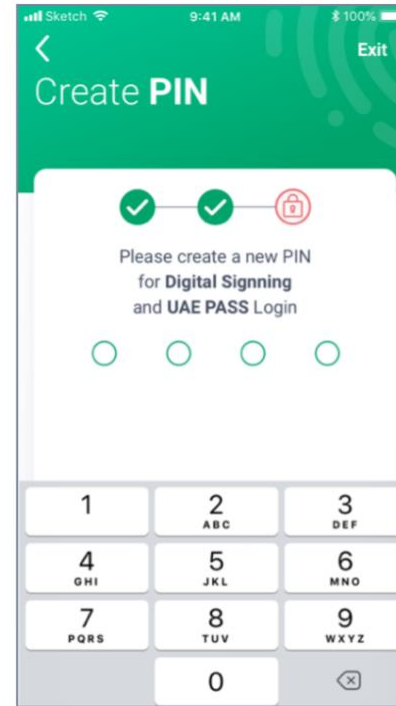 Sketch 9:41 AM 100%
Exit
Create PIN
Please create a new PIN
for Digital Signning
and UAE PASS Login
1 2 3
ABC DEF
4 5 6
GHI JKL MNO
7 8 9
PQRS TUV WXYZ
0